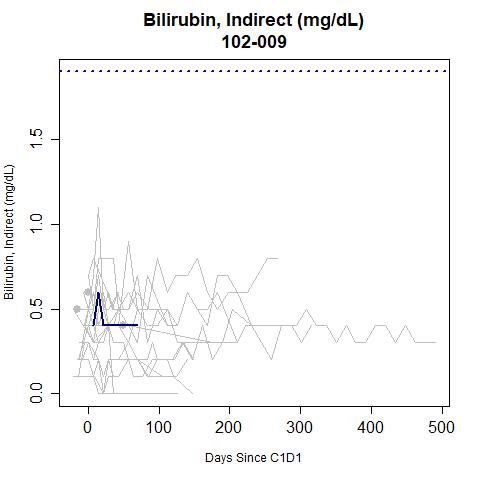 Bilirubin, Indirect (mg/dL)
102-009
Bilirubin, Indirect (mg/dL)
1.5
1.0
0.5
0.0
0 100 200 300 400 500
Days Since C1D1